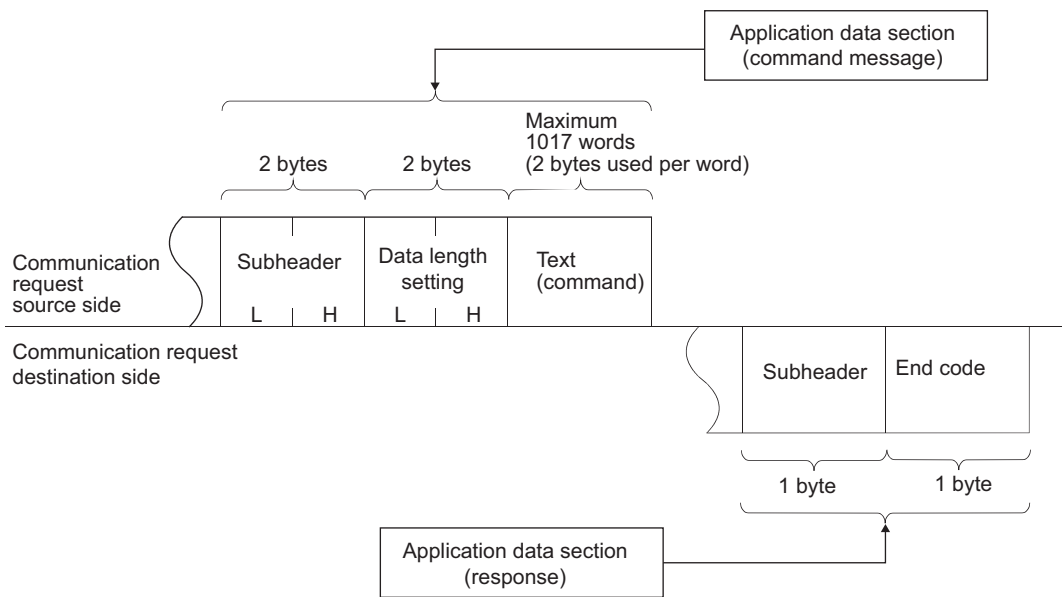 Application data section
(command message)
Maximum
1017 words
(2 bytes used per word)
2 bytes
2 bytes
Communication
request
source side
Subheader
L
H
Data length
setting
L
H
Text
(command)
Communication request
destination side
Subheader
End code
1 byte
1 byte
Application data section
(response)